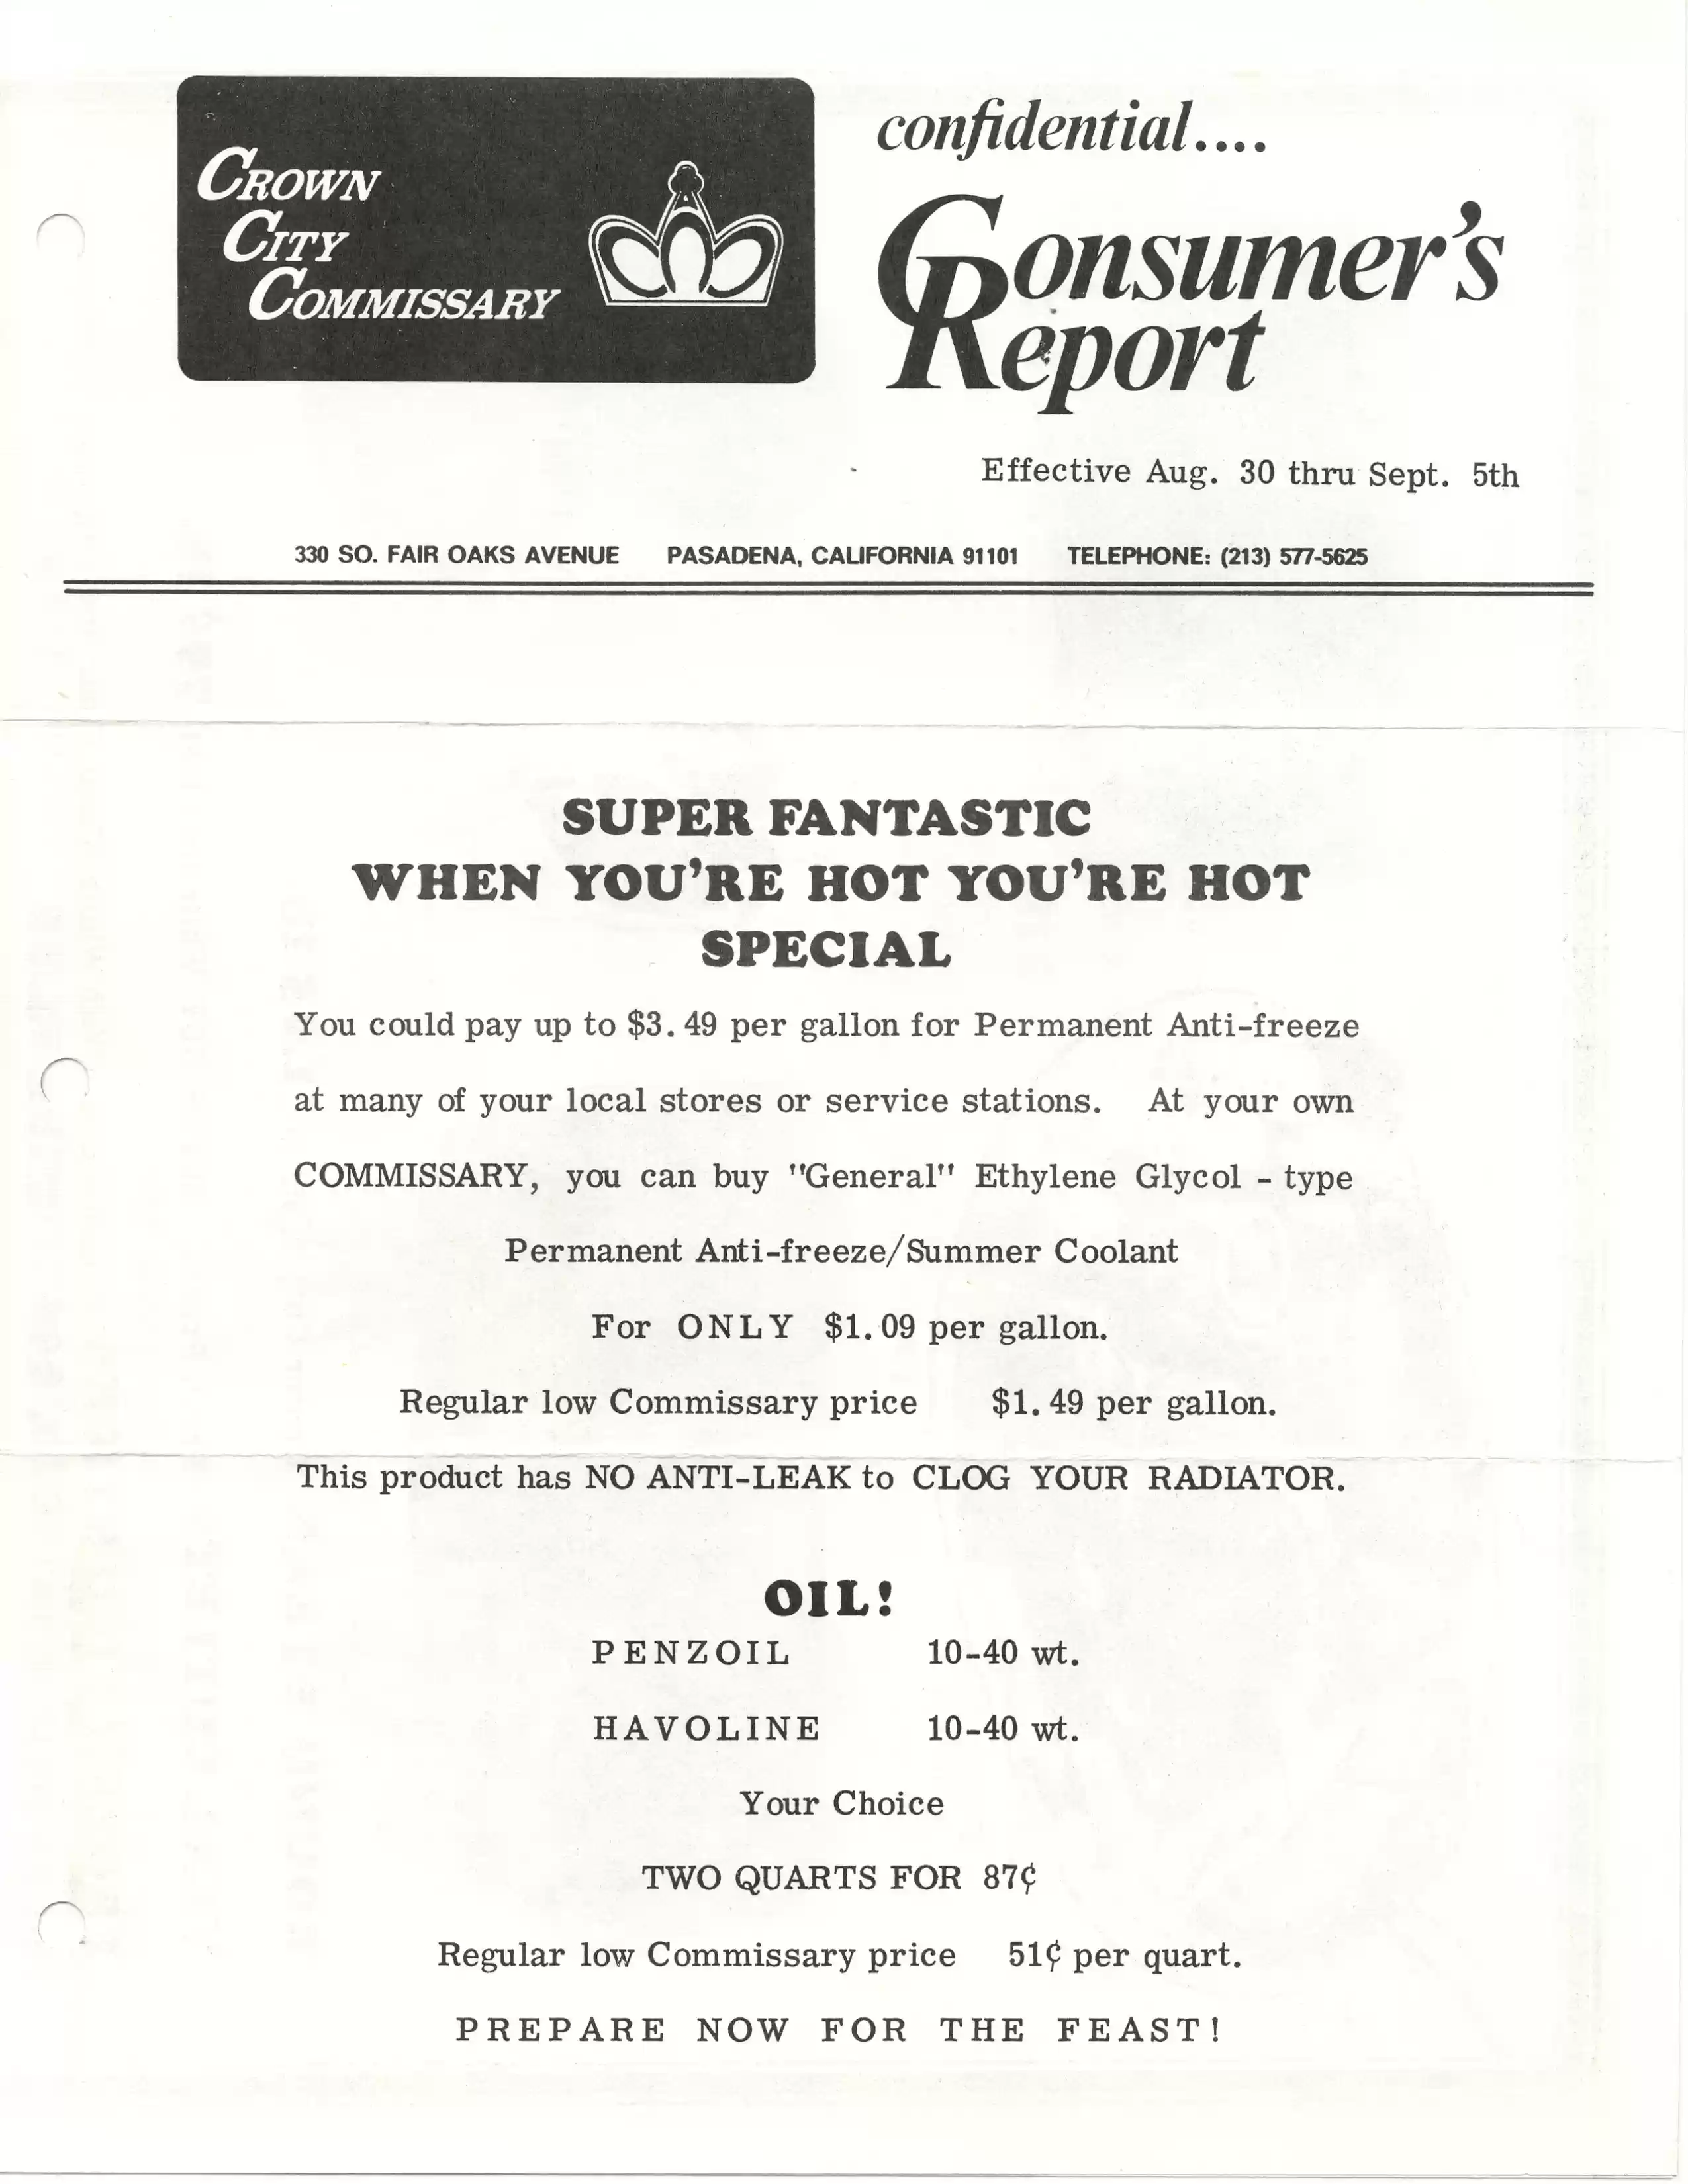 CROWN
CITY
COMMISSARY
confidential....
Consumer's
Report
Effective Aug. 30 thru Sept. 5th
330 SO. FAIR OAKS AVENUE PASADENA, CALIFORNIA 91101 TELEPHONE: (213) 577-5625
SUPER FANTASTIC
WHEN YOU'RE HOT YOU'RE HOT
SPECIAL
You could pay up to $3.49 per gallon for Permanent Anti-freeze
at many of your local stores or service stations. At your own
COMMISSARY, you can buy "General" Ethylene Glycol - type
Permanent Anti-freeze/Summer Coolant
For ONLY $1.09 per gallon.
Regular low Commissary price $1.49 per gallon.
This product has NO ANTI-LEAK to CLOG YOUR RADIATOR.
OIL!
PENZOIL 10-40 wt.
HAVOLINE 10-40 wt.
Your Choice
TWO QUARTS FOR 87¢
Regular low Commissary price 51¢ per quart.
PREPARE NOW FOR THE FEAST!